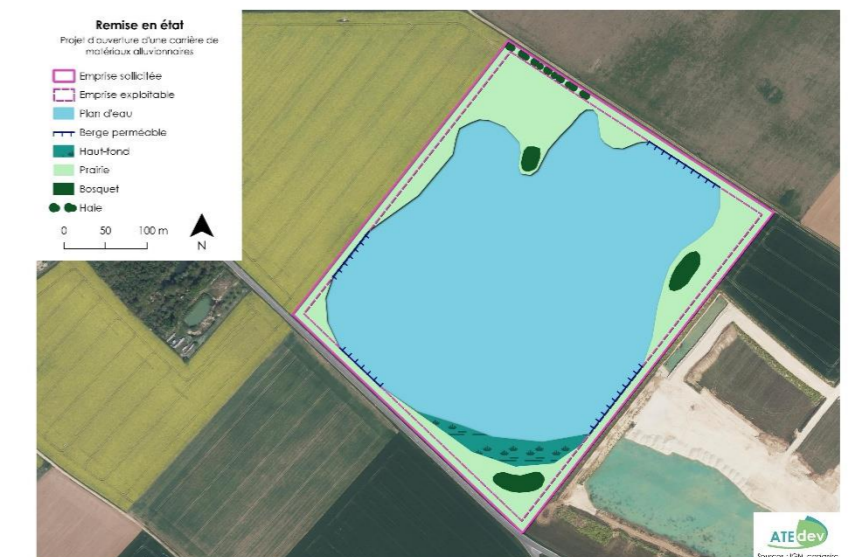 Remise en état
Projet d'ouverture d'une carrière de
matériaux alluvionnaires
Emprise sollicitée
Emprise exploitable
Plan d'eau
Berge perméable
Haut-fond
Prairie
Bosquet
Haie
0 50 100 m
N
ATEdev
Sources : IGN,